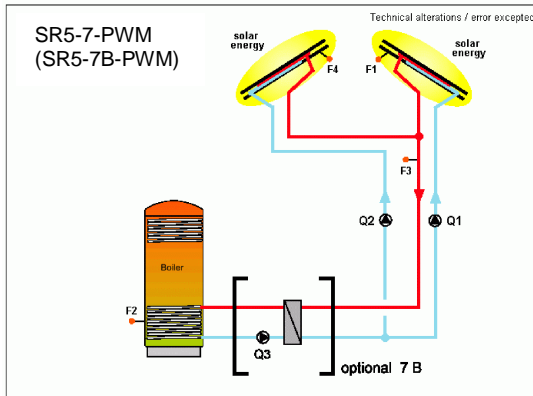 Technical alterations / error excepted
SR5-7-PWM
(SR5-7B-PWM)
solar
energy
solar
energy
F4
F1
F3
Q2
Q1
Boiler
F2
Q3
optional 7 B